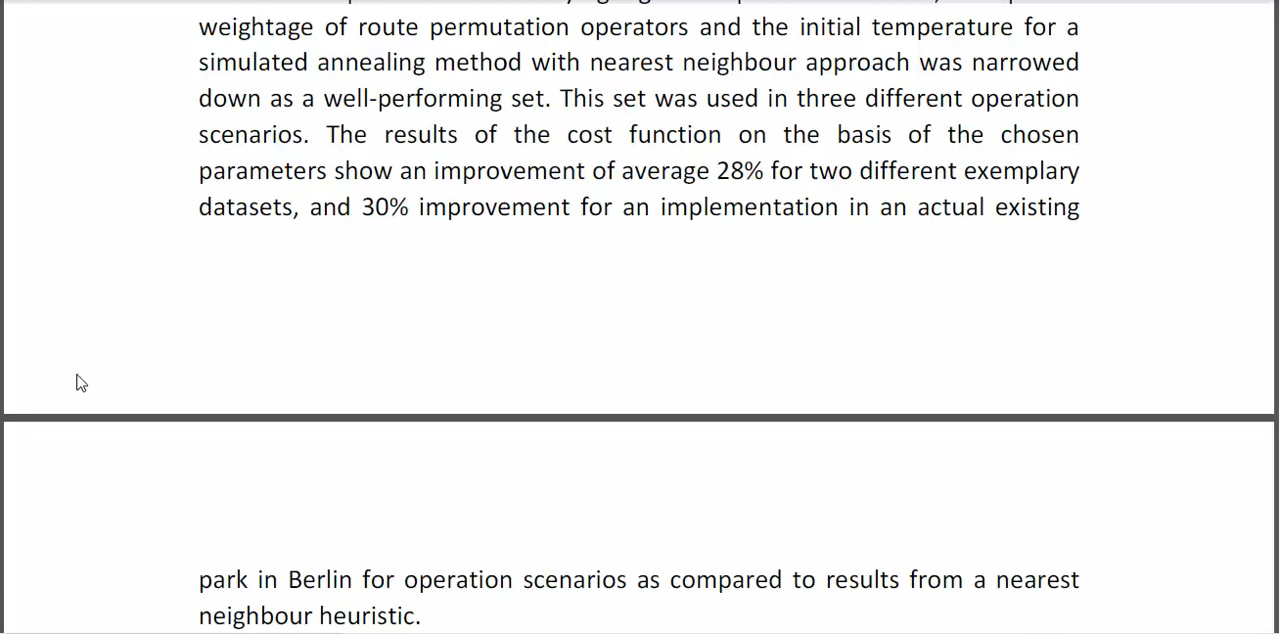 weightage of route permutation operators and the initial temperature for a
simulated annealing method with nearest neighbour approach was narrowed
down as a well-performing set. This set was used in three different operation
scenarios. The results of the cost function on the basis of the chosen
parameters show an improvement of average 28% for two different exemplary
datasets, and 30% improvement for an implementation in an actual existing
park in Berlin for operation scenarios as compared to results from a nearest
neighbour heuristic.